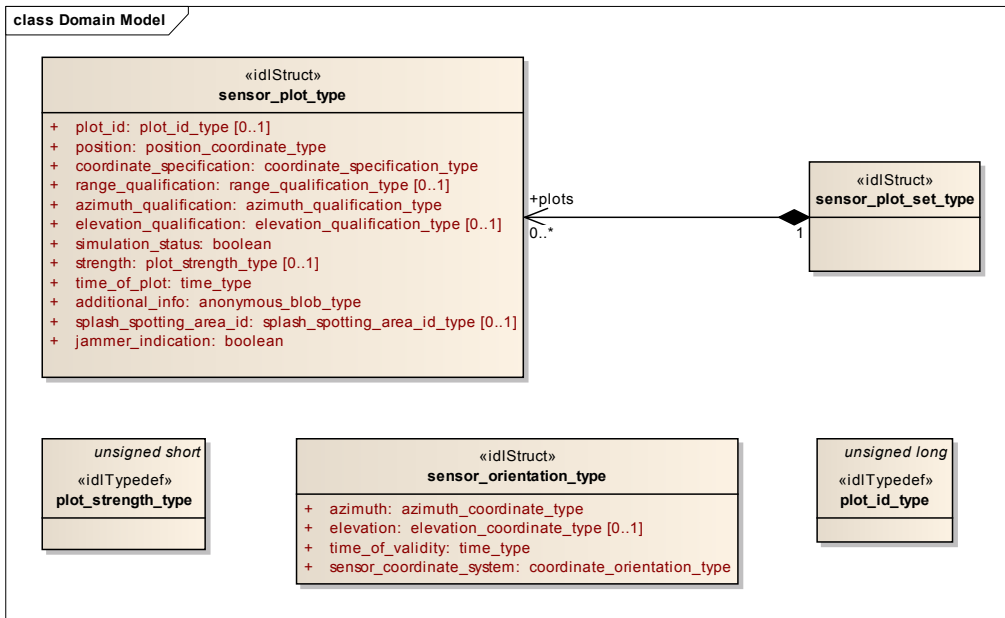 class Domain Model
«idlStruct»
sensor_plot_type
+ plot_id: plot_id_type [0..1]
+ position: position_coordinate_type
+ coordinate_specification: coordinate_specification_type
+ range_qualification: range_qualification_type [0..1]
+ azimuth_qualification: azimuth_qualification_type
+ elevation_qualification: elevation_qualification_type [0..1]
+ simulation_status: boolean
+ strength: plot_strength_type [0..1]
+ time_of_plot: time_type
+ additional_info: anonymous_blob_type
+ splash_spotting_area_id: splash_spotting_area_id_type [0..1]
+ jammer_indication: boolean
+plots
0..*
1
«idlStruct»
sensor_plot_set_type
unsigned short
«idlTypedef»
plot_strength_type
«idlStruct»
sensor_orientation_type
+ azimuth: azimuth_coordinate_type
+ elevation: elevation_coordinate_type [0..1]
+ time_of_validity: time_type
+ sensor_coordinate_system: coordinate_orientation_type
unsigned long
«idlTypedef»
plot_id_type